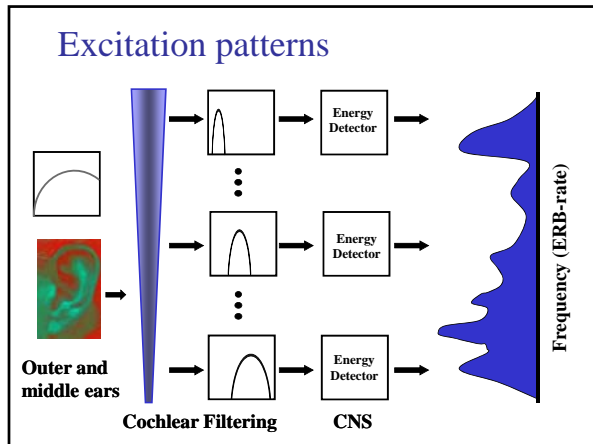 Excitation patterns
Energy
Detector
Energy
Detector
Energy
Detector
Outer and
middle ears
Cochlear Filtering
CNS
Frequency (ERB-rate)